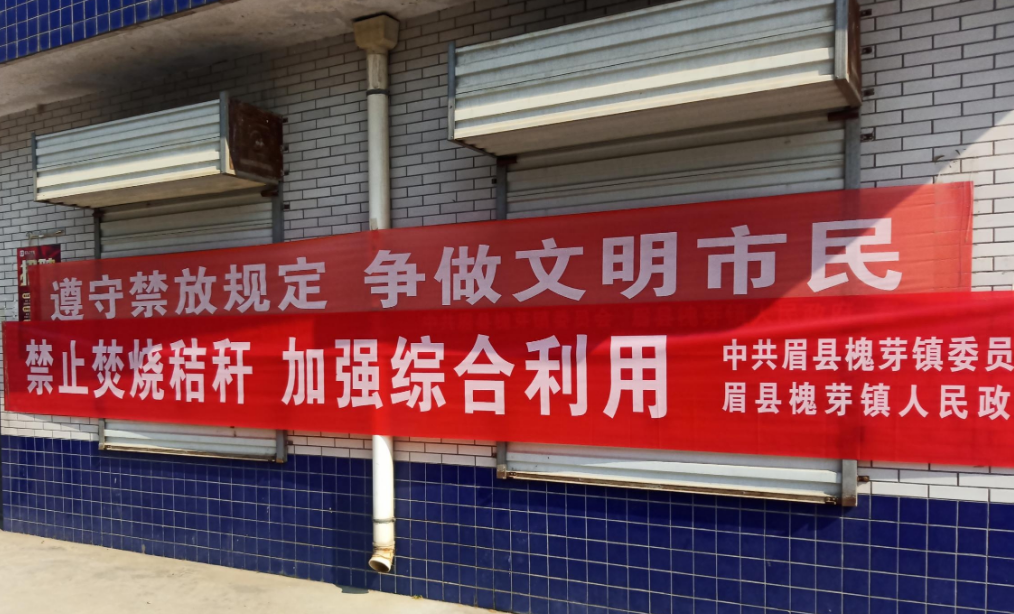 遵守禁放规定 争做文明市民
禁止焚烧秸秆 加强综合利用
中共眉县槐芽镇委员
眉县槐芽镇人民政